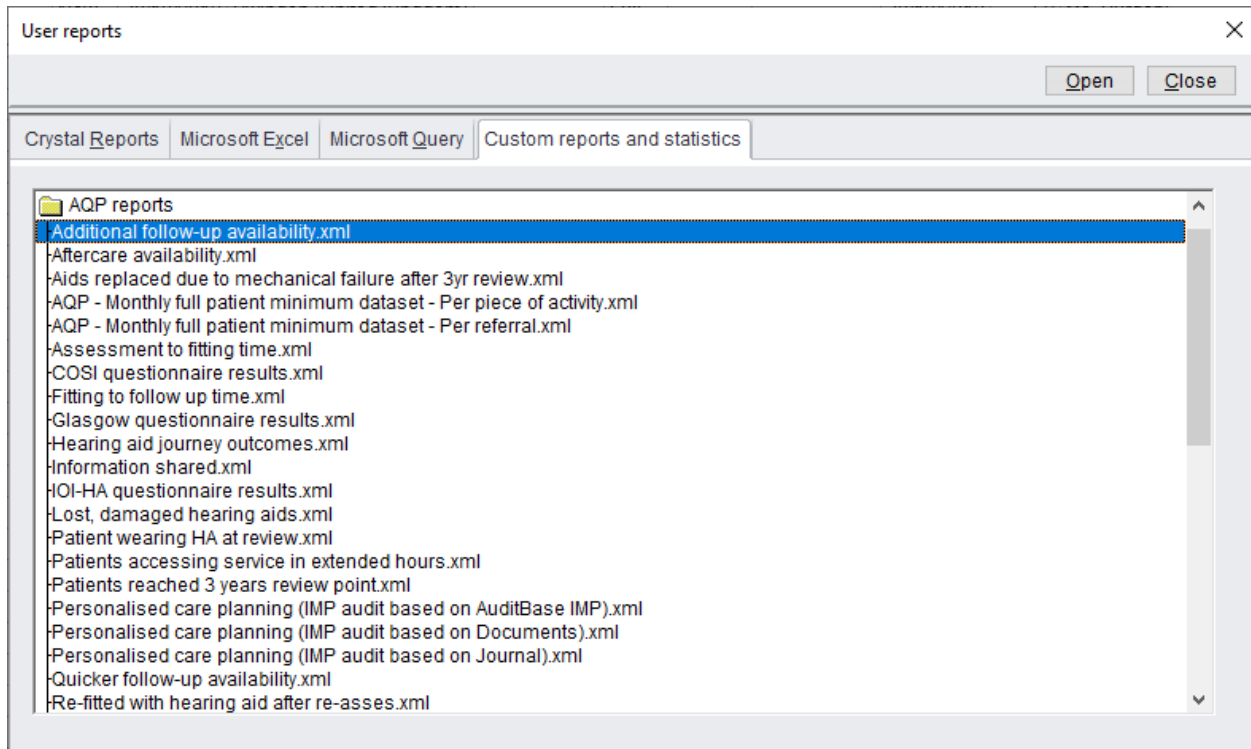 User reports
Open Close
Crystal Reports Microsoft Excel Microsoft Query Custom reports and statistics
AQP reports
Additional follow-up availability.xml
Aftercare availability.xml
Aids replaced due to mechanical failure after 3yr review.xml
AQP - Monthly full patient minimum dataset - Per piece of activity.xml
AQP - Monthly full patient minimum dataset - Per referral.xml
Assessment to fitting time.xml
COSI questionnaire results.xml
Fitting to follow up time.xml
Glasgow questionnaire results.xml
Hearing aid journey outcomes.xml
Information shared.xml
IOI-HA questionnaire results.xml
Lost, damaged hearing aids.xml
Patient wearing HA at review.xml
Patients accessing service in extended hours.xml
Patients reached 3 years review point.xml
Personalised care planning (IMP audit based on AuditBase IMP).xml
Personalised care planning (IMP audit based on Documents).xml
Personalised care planning (IMP audit based on Journal).xml
Quicker follow-up availability.xml
Re-fitted with hearing aid after re-asses.xml